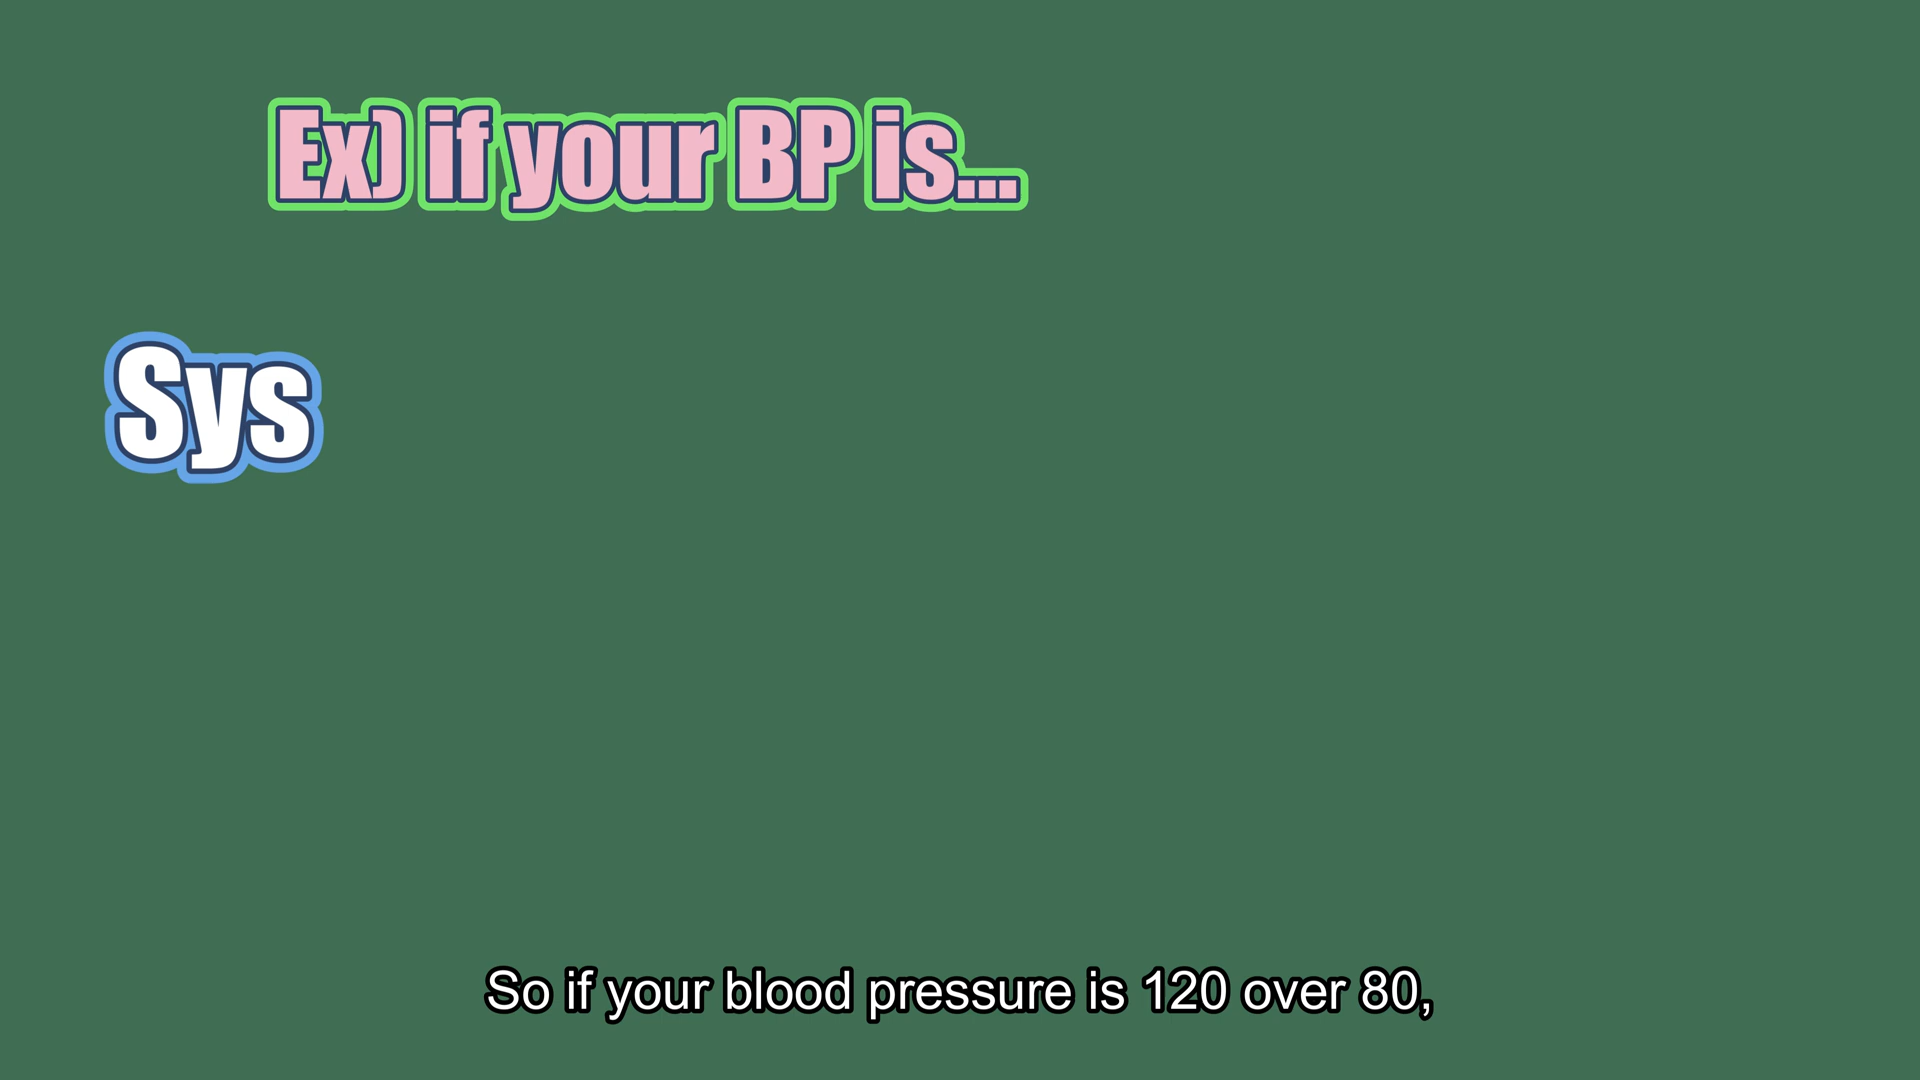 Ex) if your BP is...
Sys
So if your blood pressure is 120 over 80,